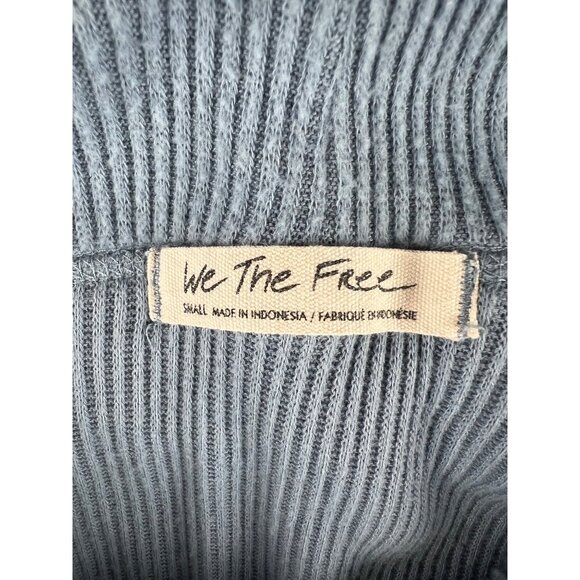 We The Free
SMALL MADE IN INDONESIA / FABRIQUÉ EN INDONÉSIE